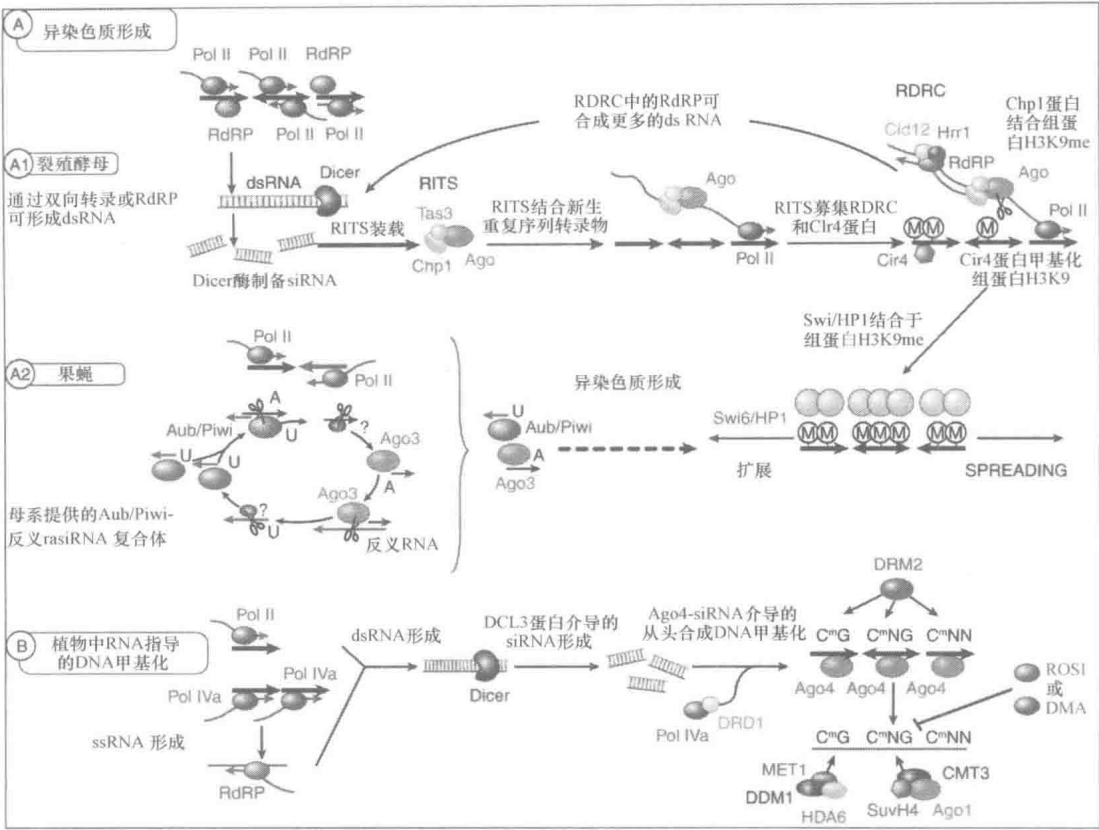 A 异染色质形成
Pol II Pol II RdRP
RdRP Pol II Pol II
A1 裂殖酵母
通过双向转录或RdRP
可形成dsRNA
dsRNA
Dicer
Dicer酶制备siRNA
RITS装载
RITS
Tas3
Chp1
Ago
RITS结合新生
重复序列转录物
RDRC中的RdRP可
合成更多的ds RNA
Ago
Pol II
RITS募集RDRC
和Clr4蛋白
RDRC
Cid12
Hrr1
RdRP
Ago
Chp1蛋白
结合组蛋
白H3K9me
Pol II
M M M
Cir4
Cir4蛋白甲基化
组蛋白H3K9
Swi/HP1结合于
组蛋白H3K9me
A2 果蝇
Pol II
Pol II
A
U
?
Aub/Piwi
U
U
Ago3
A
Ago3
?
U
反义RNA
母系提供的Aub/Piwi-
反义rasiRNA 复合体
U
Aub/Piwi
A
Ago3
异染色质形成
Swi6/HP1
M M M M M M M
扩展
SPREADING
B 植物中RNA指导
的DNA甲基化
Pol II
Pol IVa
Pol IVa
ssRNA 形成
RdRP
dsRNA形成
Dicer
DCL3蛋白介导的
siRNA形成
Ago4-siRNA介导的
从头合成DNA甲基化
Pol IVa
DRD1
DRM2
CmG CmNG CmNN
Ago4 Ago4 Ago4
ROSI
或
DMA
CmG CmNG CmNN
MET1
DDM1
HDA6
CMT3
SuvH4
Ago1